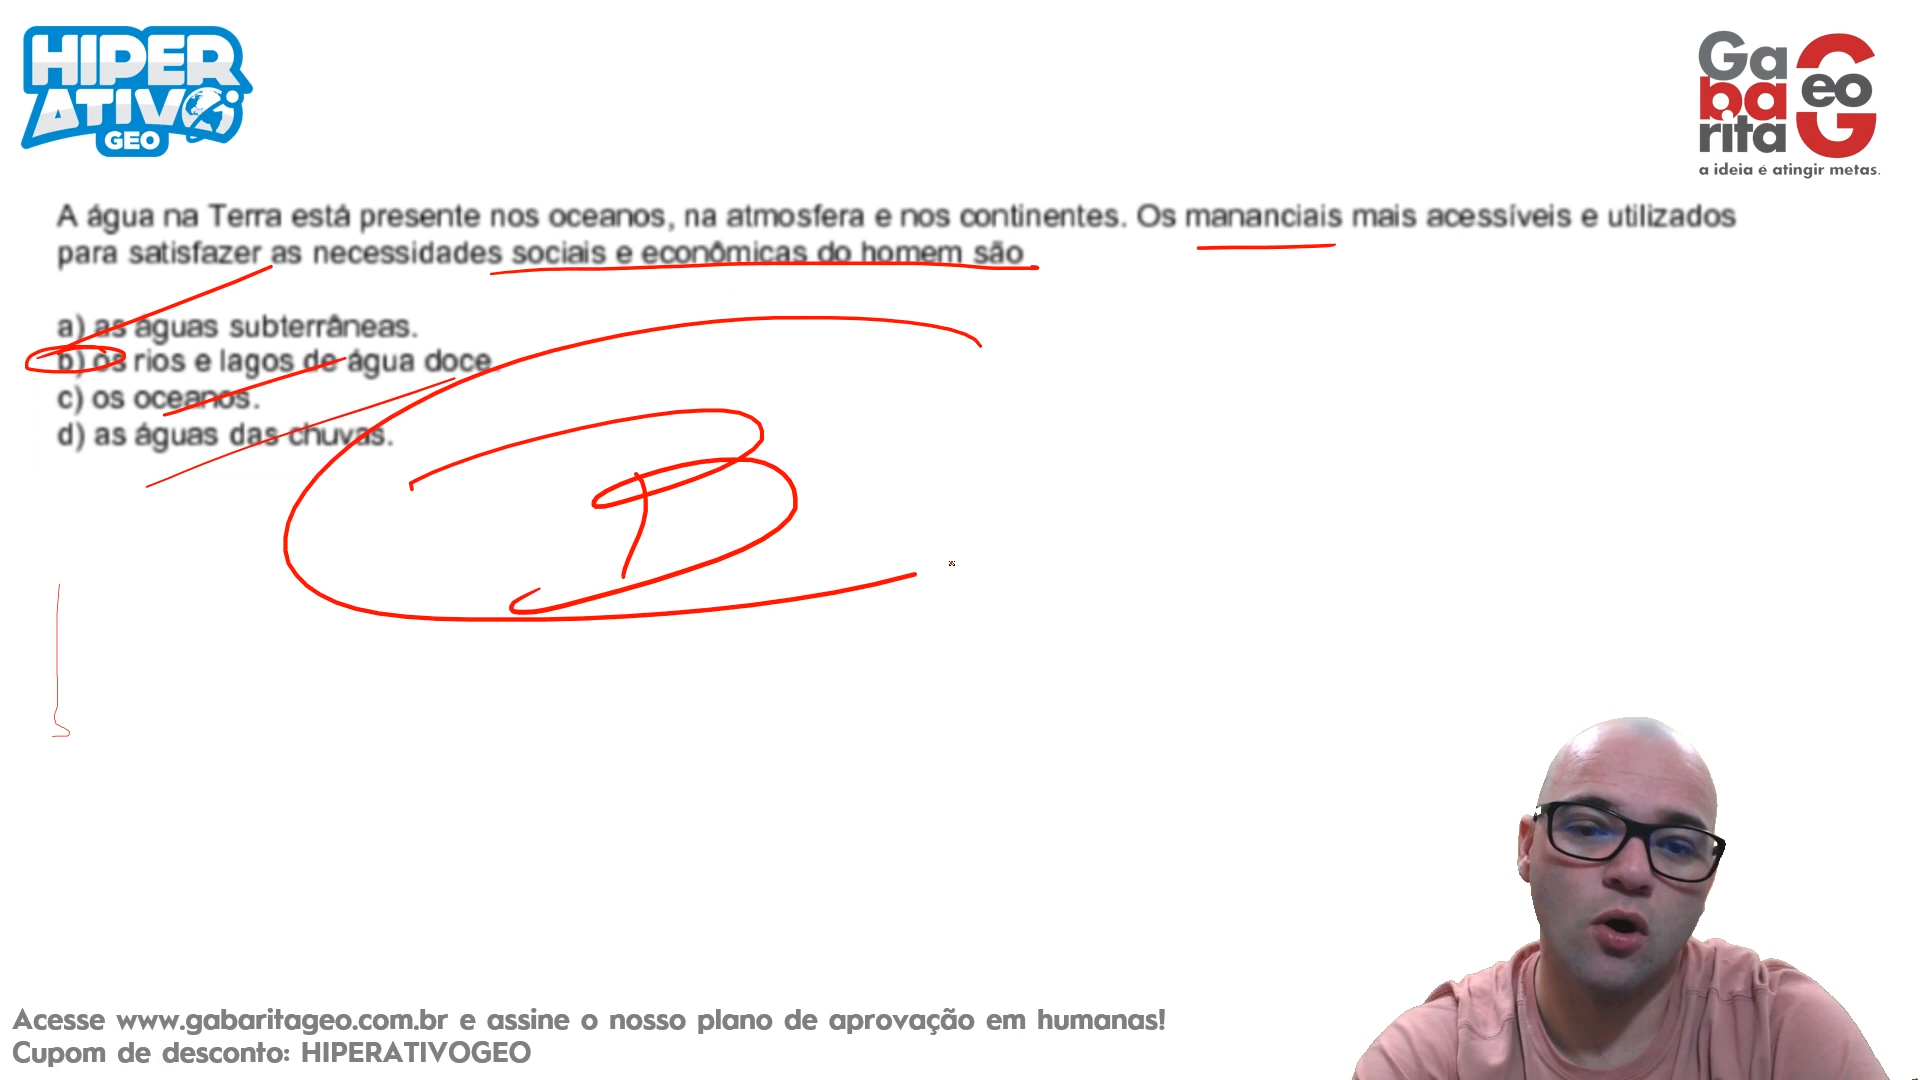 HIPER
ATIVO
GEO
Ga
ba
rita
Geo
a ideia é atingir metas.
A água na Terra está presente nos oceanos, na atmosfera e nos continentes. Os mananciais mais acessíveis e utilizados
para satisfazer as necessidades sociais e econômicas do homem são
a) as águas subterrâneas.
b) os rios e lagos de água doce.
c) os oceanos.
d) as águas das chuvas.
B
Acesse www.gabaritageo.com.br e assine o nosso plano de aprovação em humanas!
Cupom de desconto: HIPERATIVOGEO